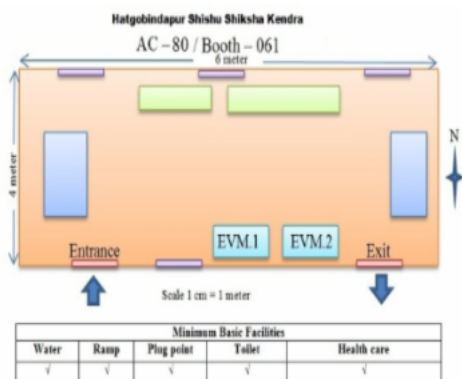 Hatgobindapur Shishu Shiksha Kendra
AC – 80 / Booth – 061
6 meter
4 meter
N
EVM.1 EVM.2
Entrance Exit
Scale 1 cm = 1 meter
Minimum Basic Facilities
Water Ramp Plug point Toilet Health care
√ √ √ √ √